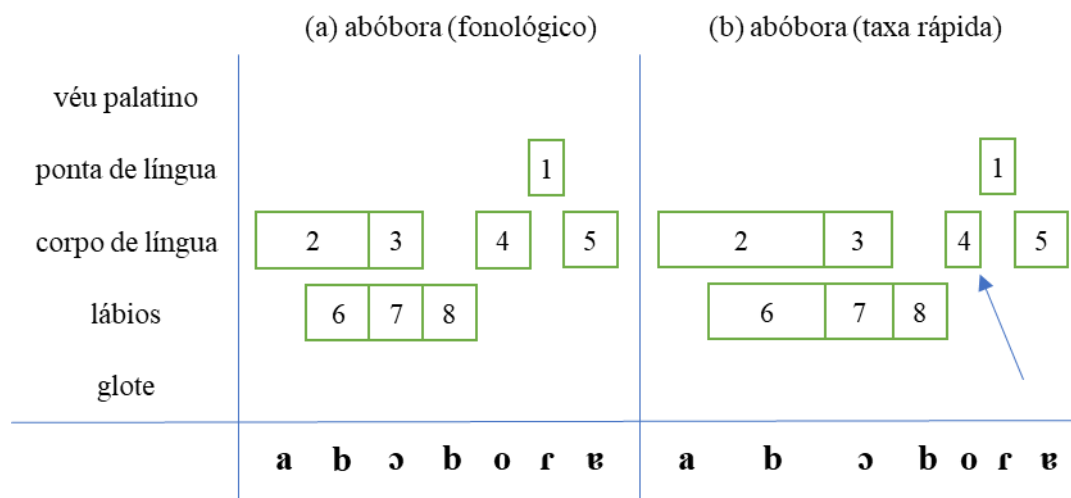 (a) abóbora (fonológico) (b) abóbora (taxa rápida)
véu palatino
ponta de língua 1 1
corpo de língua 2 3 4 5 2 3 4 5
lábios 6 7 8 6 7 8
glote
a d ɔ d o ɾ ɐ a d ɔ d o ɾ ɐ